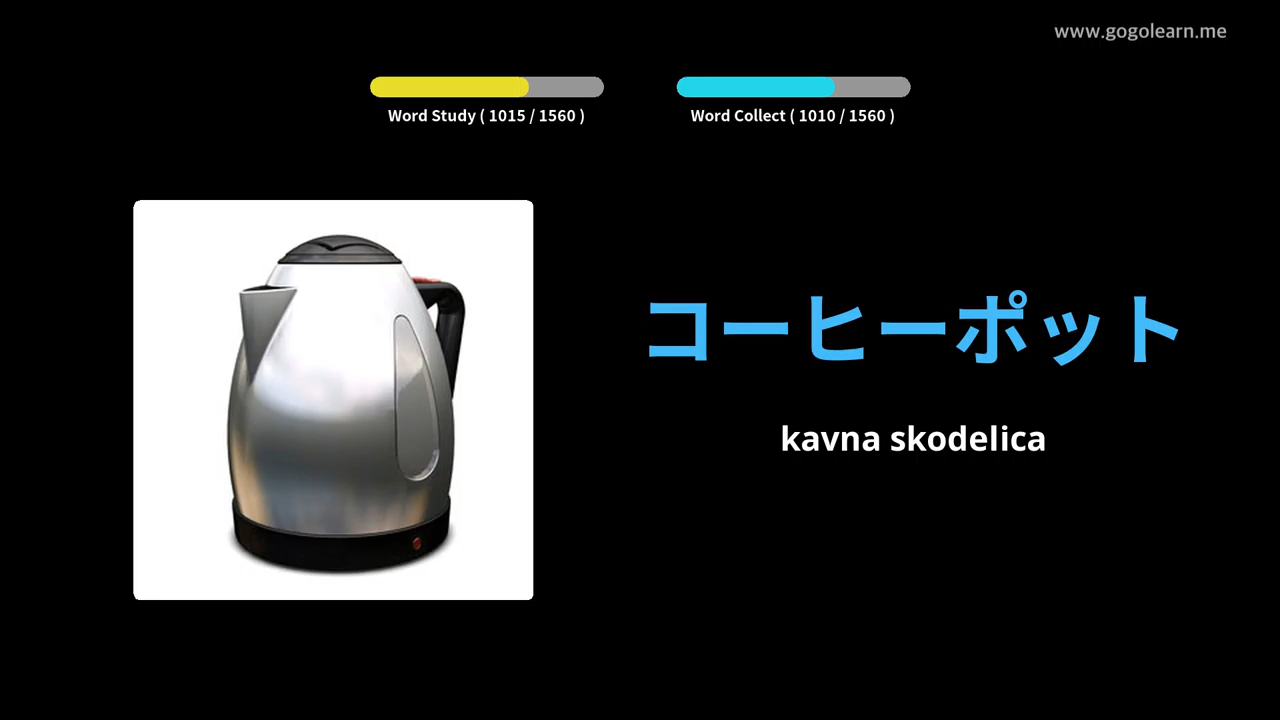 www.gogolearn.me
Word Study ( 1015 / 1560 )
Word Collect ( 1010 / 1560 )
コーヒーポット
kavna skodelica